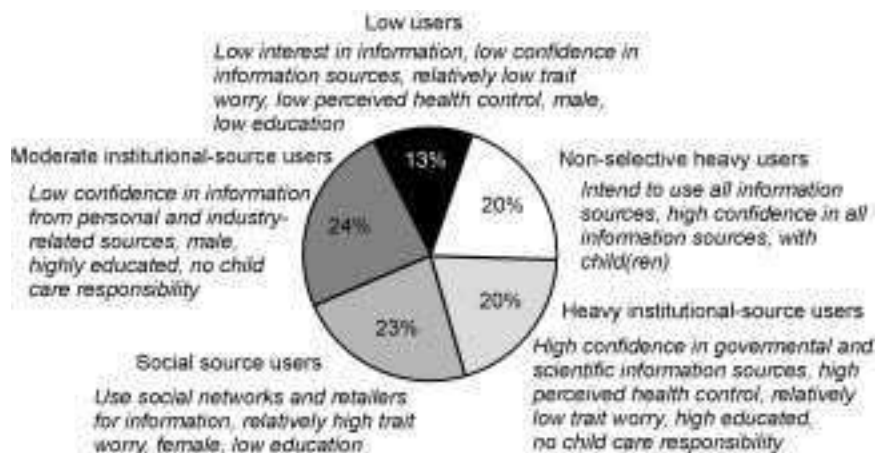 Low users
Low interest in information, low confidence in
information sources, relatively low trait
worry, low perceived health control, male,
low education
13%
Moderate institutional-source users
Low confidence in information
from personal and industry-
related sources, male,
highly educated, no child
care responsibility
24%
Non-selective heavy users
Intend to use all information
sources, high confidence in all
information sources, with
child(ren)
20%
Heavy institutional-source users
High confidence in govermental and
scientific information sources, high
perceived health control, relatively
low trait worry, high educated,
no child care responsibility
20%
Social source users
Use social networks and retailers
for information, relatively high trait
worry, female, low education
23%